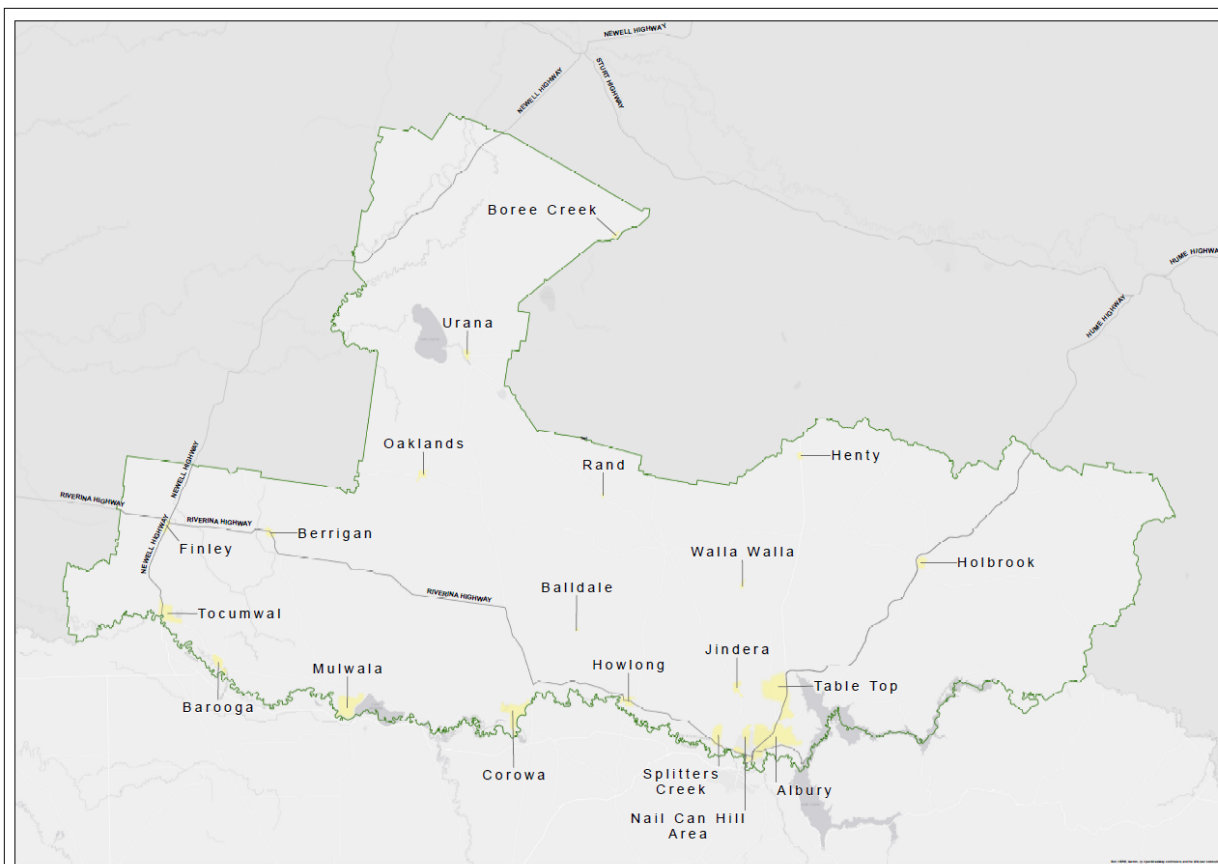 NEWELL HIGHWAY
STURT HIGHWAY
NEWELL HIGHWAY
Boree Creek
HUME HIGHWAY
HUME HIGHWAY
Urana
Oaklands
Rand
Henty
NEWELL HIGHWAY
RIVERINA HIGHWAY
RIVERINA HIGHWAY
Berrigan
Finley
NEWELL HIGHWAY
Walla Walla
Holbrook
Balldale
RIVERINA HIGHWAY
Tocumwal
Jindera
Howlong
Mulwala
Table Top
Barooga
Corowa
Splitters
Creek
Albury
Nail Can Hill
Area